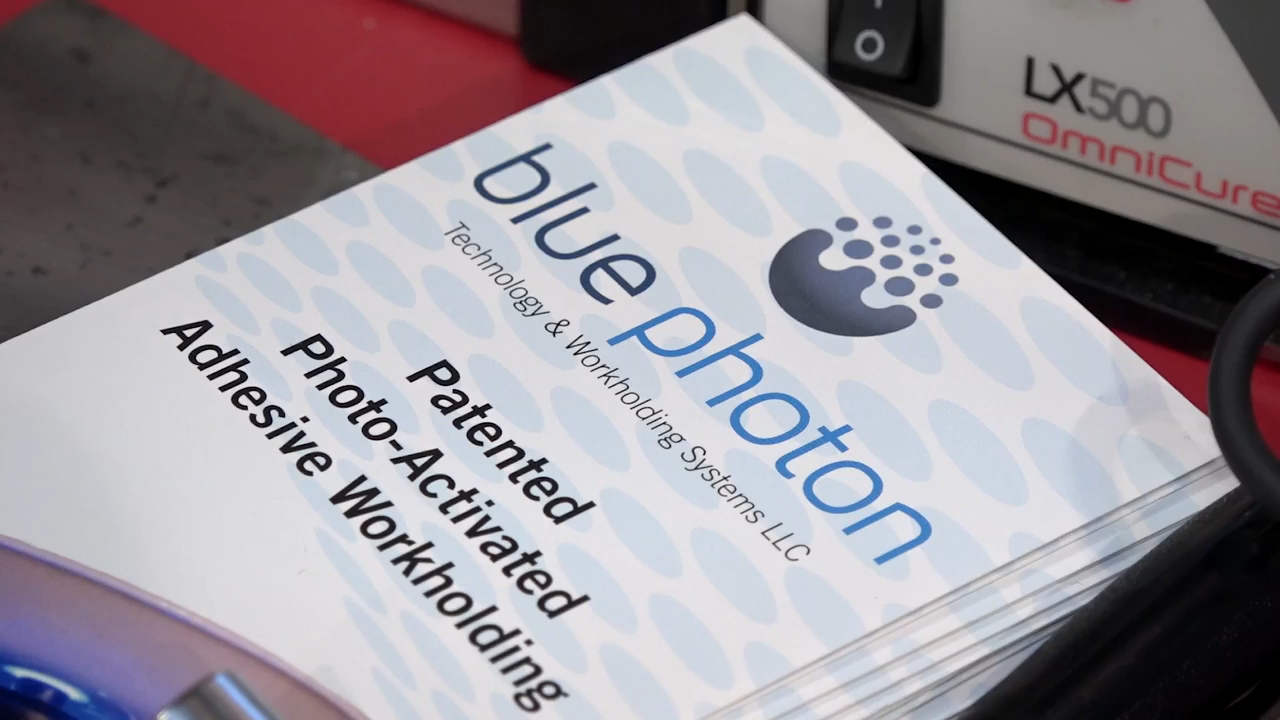 blue photon
Technology & Workholding Systems LLC
Patented
Photo-Activated
Adhesive Workholding
LX500
OmniCure